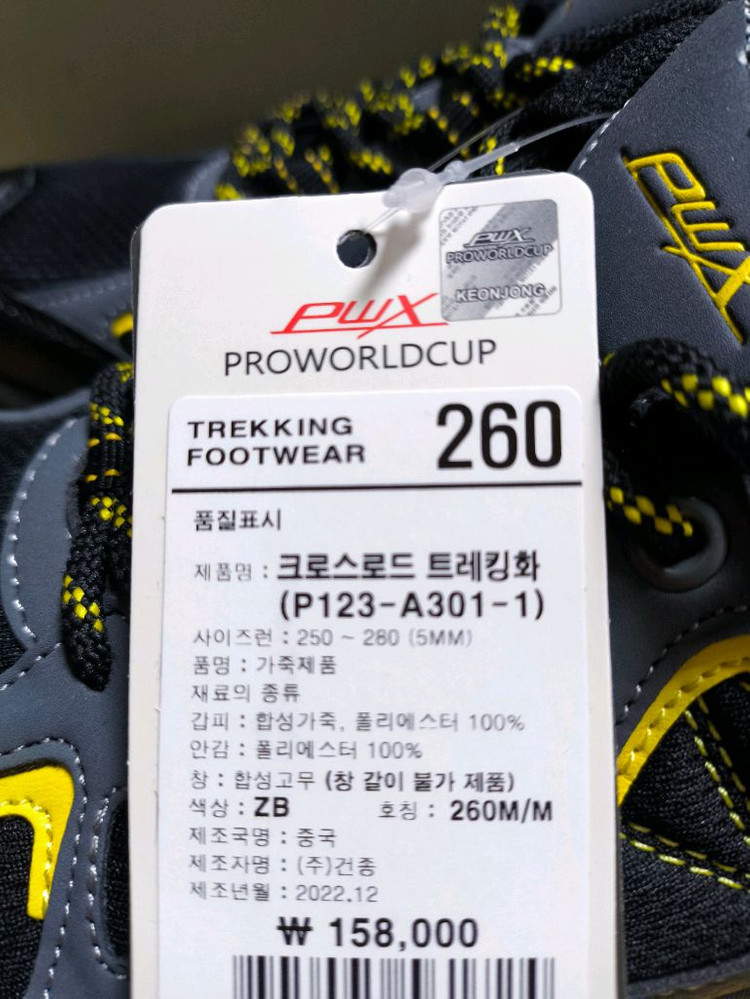 PWX
PROWORLDCUP
KEONJONG
PWX
PWX
PROWORLDCUP
TREKKING
FOOTWEAR
260
품질표시
제품명 : 크로스로드 트레킹화
(P123-A301-1)
사이즈런 : 250 ~ 280 (5MM)
품명 : 가죽제품
재료의 종류
갑피 : 합성가죽, 폴리에스터 100%
안감 : 폴리에스터 100%
창 : 합성고무 (창 갈이 불가 제품)
색상 : ZB 호칭 : 260M/M
제조국명 : 중국
제조자명 : (주)건종
제조년월 : 2022.12
₩ 158,000